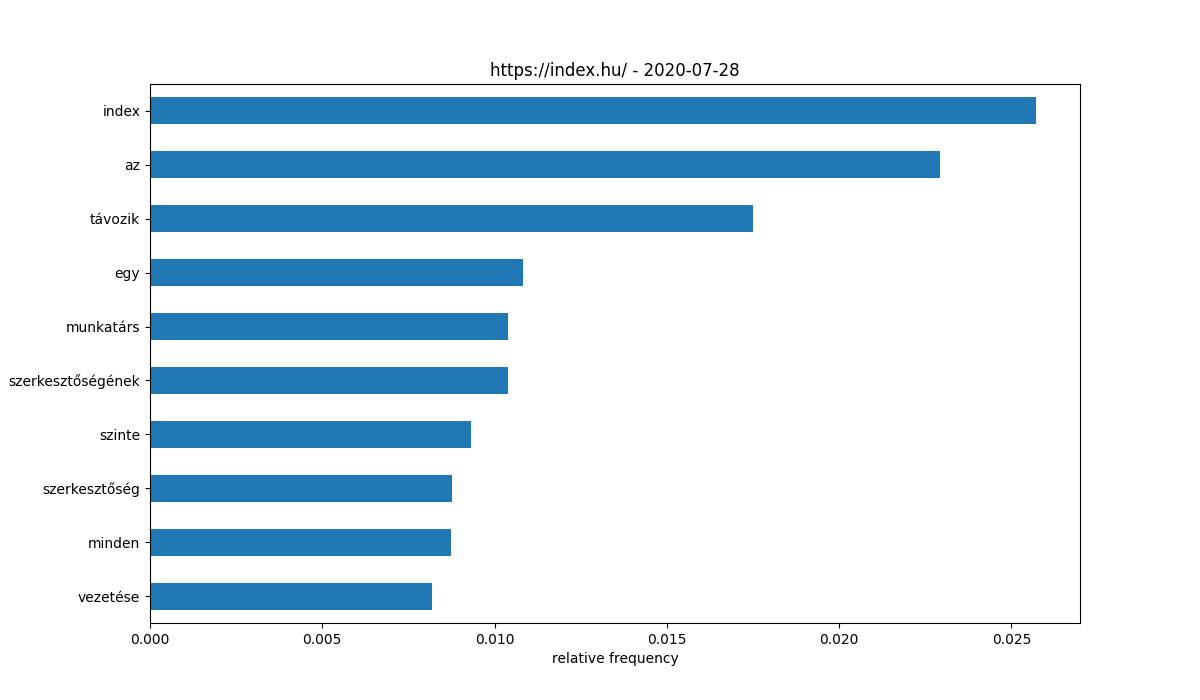 https://index.hu/ - 2020-07-28
index
az
távozik
egy
munkatárs
szerkesztőségének
szinte
szerkesztőség
minden
vezetése
0.000 0.005 0.010 0.015 0.020 0.025
relative frequency